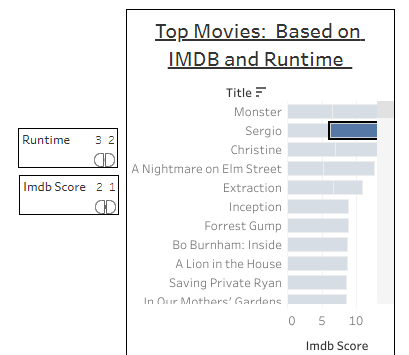 Top Movies: Based on
IMDB and Runtime
Title
Monster
Sergio
Christine
A Nightmare on Elm Street
Extraction
Inception
Forrest Gump
Bo Burnham: Inside
A Lion in the House
Saving Private Ryan
In Our Mothers' Gardens
0 5 10
Imdb Score
Runtime 3 2
Imdb Score 2 1